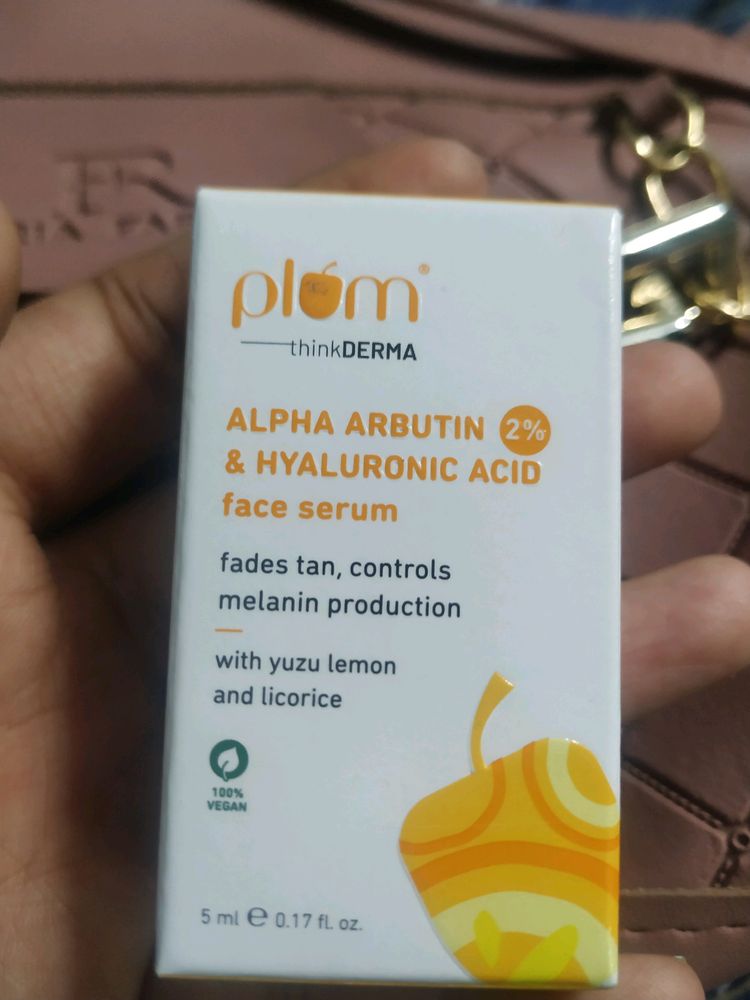 plum®
thinkDERMA
ALPHA ARBUTIN 2%
& HYALURONIC ACID
face serum
fades tan, controls
melanin production
with yuzu lemon
and licorice
100%
VEGAN
5 ml e 0.17 fl. oz.